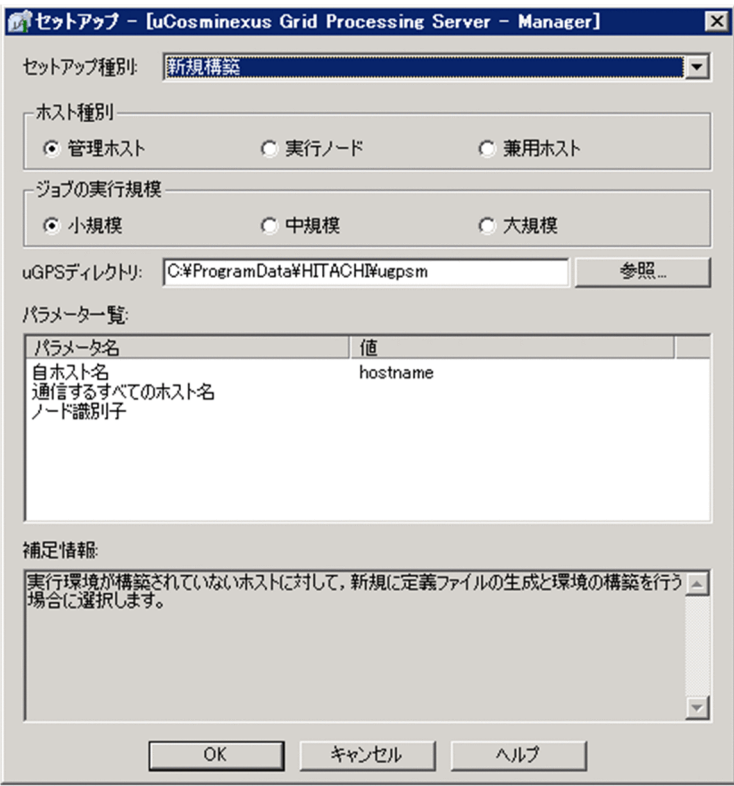 セットアップ - [uCosminexus Grid Processing Server - Manager]
セットアップ種別:
新規構築
ホスト種別
管理ホスト 実行ノード 兼用ホスト
ジョブの実行規模
小規模 中規模 大規模
uGPSディレクトリ: C:¥ProgramData¥HITACHI¥ugpsm 参照...
パラメーター覧:
パラメータ名 値
自ホスト名 hostname
通信するすべてのホスト名
ノード識別子
補足情報:
実行環境が構築されていないホストに対して，新規に定義ファイルの生成と環境の構築を行う
場合に選択します。
OK キャンセル ヘルプ